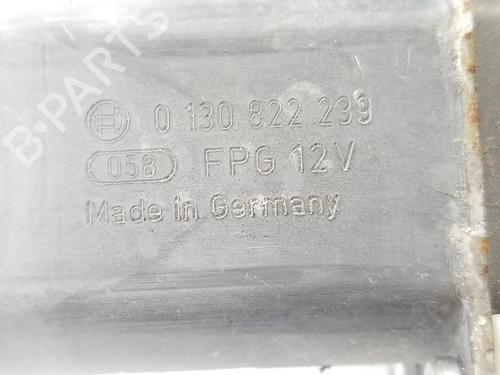 B-PARTS
0 130 822 239
058 FPG 12V
Made in Germany